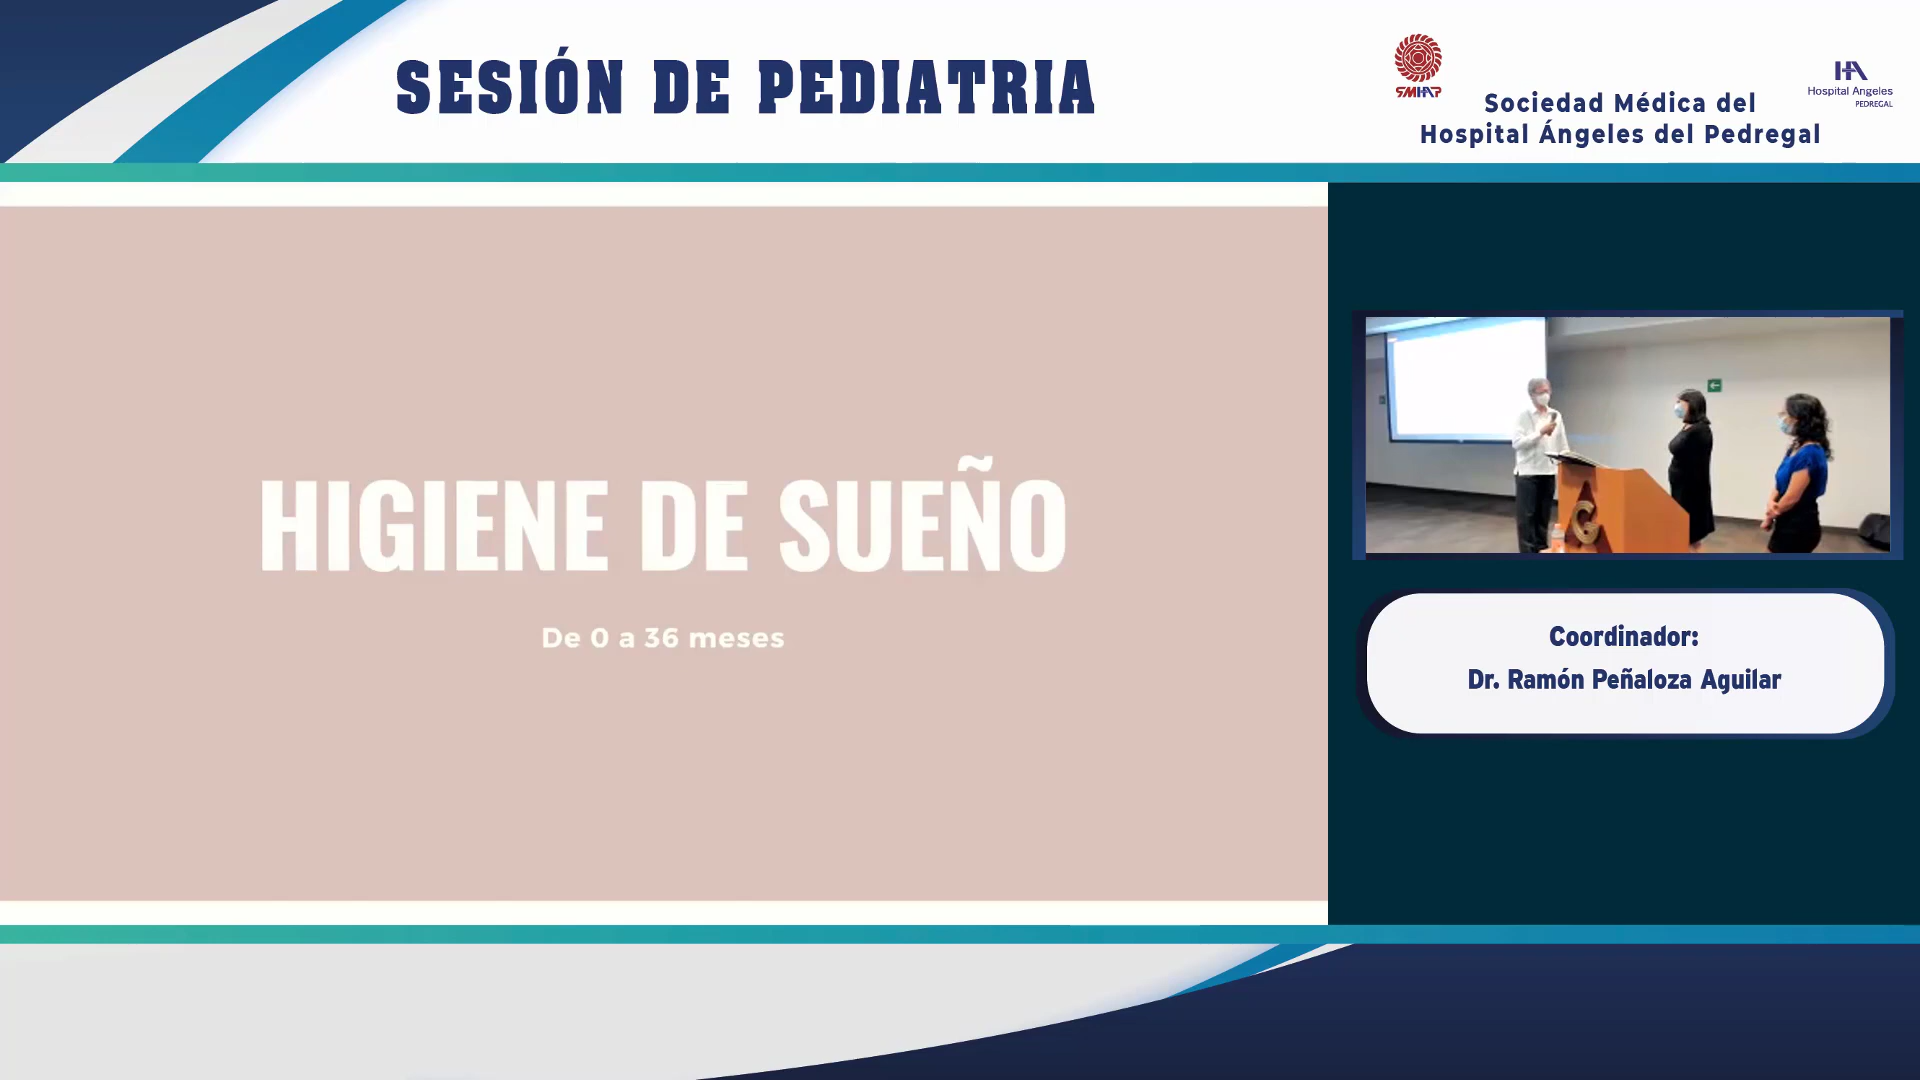 SESIÓN DE PEDIATRIA
SMHAP
Sociedad Médica del
Hospital Ángeles del Pedregal
HA
Hospital Angeles
PEDREGAL
HIGIENE DE SUEÑO
De 0 a 36 meses
G
Coordinador:
Dr. Ramón Peñaloza Aguilar